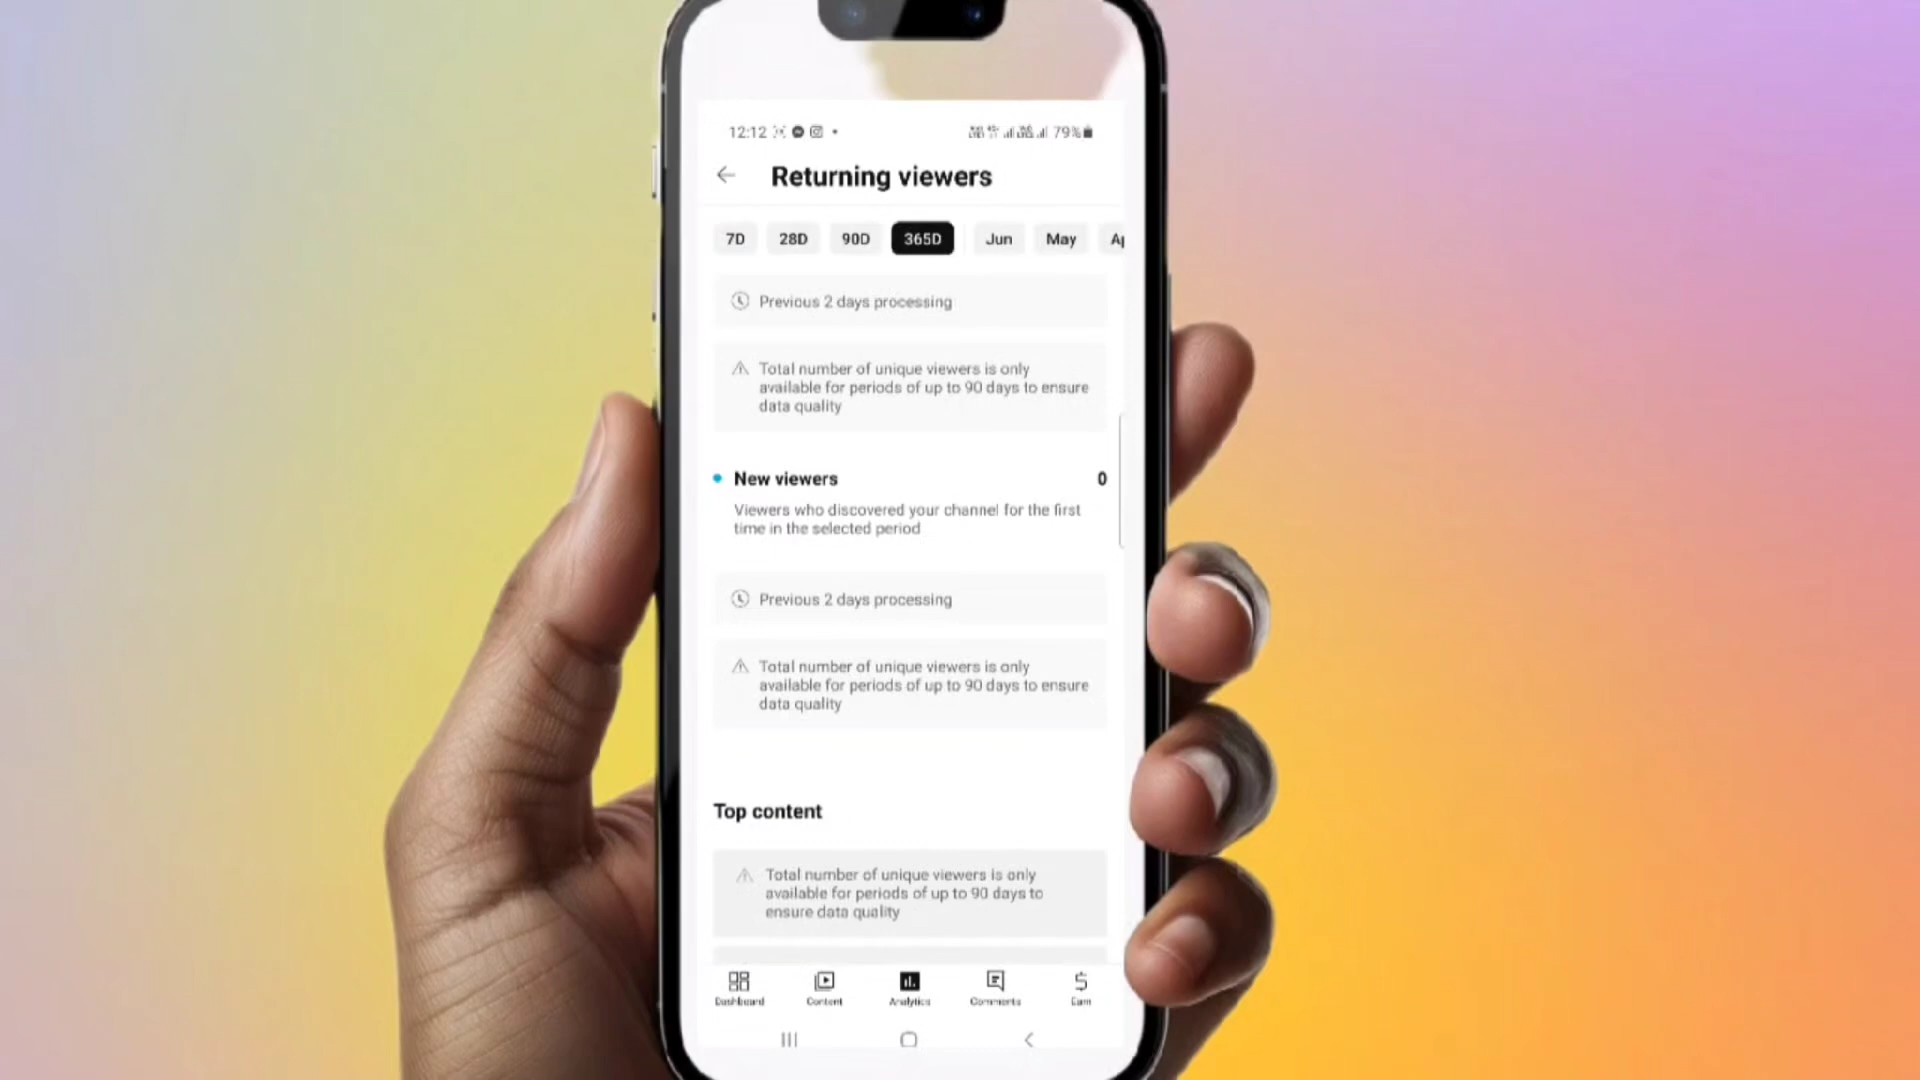 12:12
79%
Returning viewers
7D 28D 90D 365D Jun May
Previous 2 days processing
Total number of unique viewers is only
available for periods of up to 90 days to ensure
data quality
New viewers 0
Viewers who discovered your channel for the first
time in the selected period
Previous 2 days processing
Total number of unique viewers is only
available for periods of up to 90 days to ensure
data quality
Top content
Total number of unique viewers is only
available for periods of up to 90 days to
ensure data quality
Dashboard Content Analytics Comments Earn